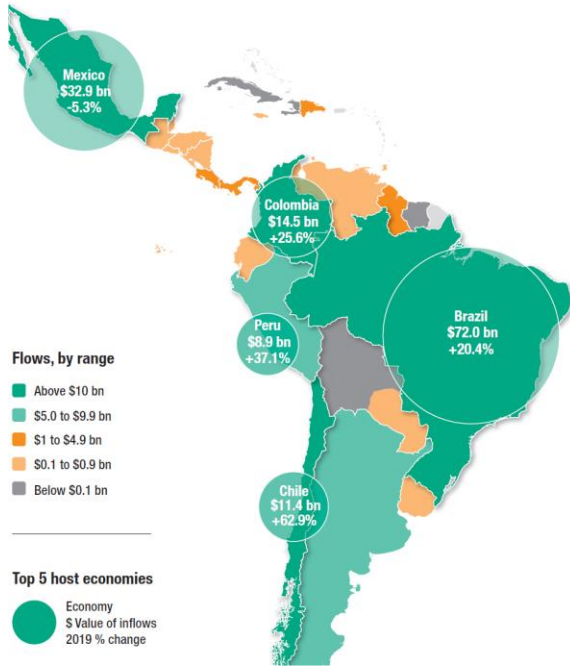 Mexico
$32.9 bn
-5.3%
Colombia
$14.5 bn
+25.6%
Brazil
$72.0 bn
+20.4%
Peru
$8.9 bn
+37.1%
Flows, by range
Above $10 bn
$5.0 to $9.9 bn
$1 to $4.9 bn
$0.1 to $0.9 bn
Below $0.1 bn
Chile
$11.4 bn
+62.9%
Top 5 host economies
Economy
$ Value of inflows
2019 % change